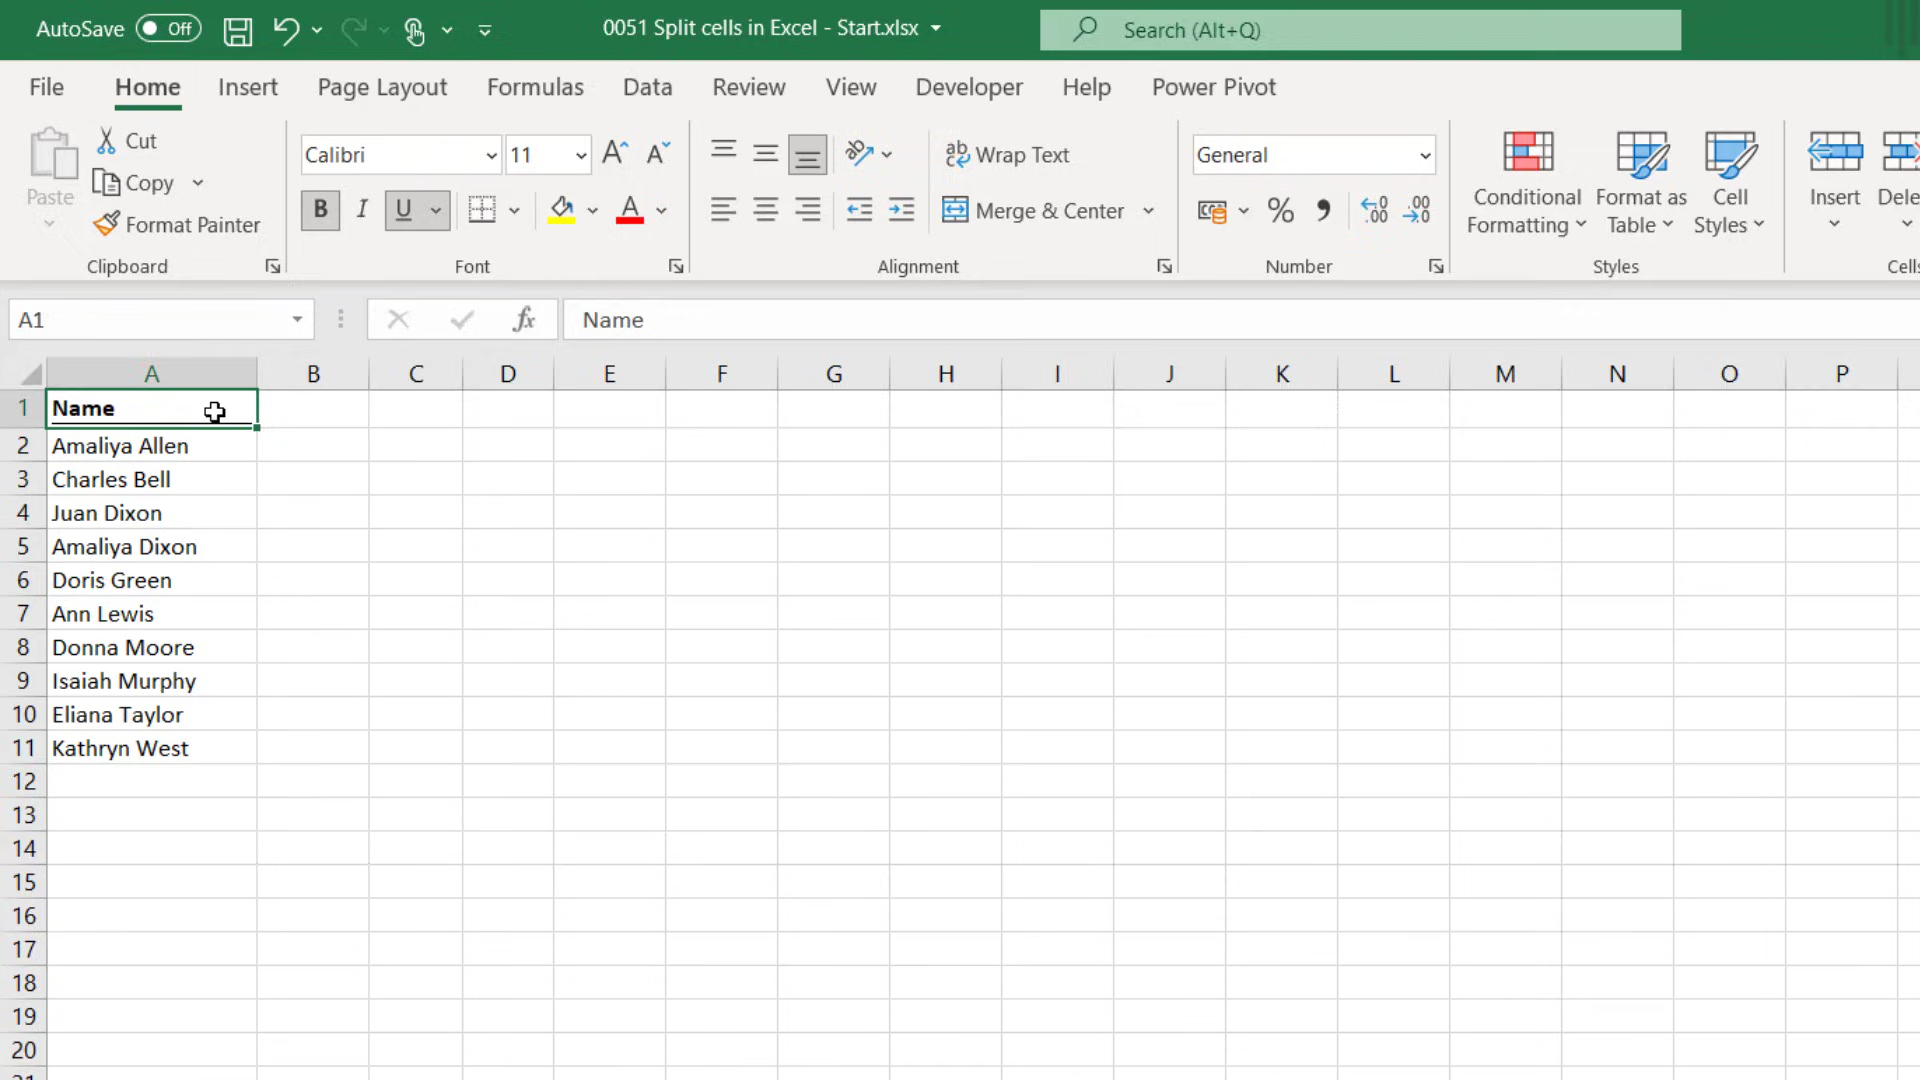 AutoSave Off 0051 Split cells in Excel - Start.xlsx Search (Alt+Q)
File Home Insert Page Layout Formulas Data Review View Developer Help Power Pivot
Paste
Cut
Copy
Format Painter
Clipboard
Calibri 11
B I U
Font
Wrap Text
Merge & Center
Alignment
General
% 
Number
Conditional Formatting
Format as Table
Cell Styles
Styles
Insert
Dele
Cells
A1 fx Name
A B C D E F G H I J K L M N O P
1 Name
2 Amaliya Allen
3 Charles Bell
4 Juan Dixon
5 Amaliya Dixon
6 Doris Green
7 Ann Lewis
8 Donna Moore
9 Isaiah Murphy
10 Eliana Taylor
11 Kathryn West
12
13
14
15
16
17
18
19
20